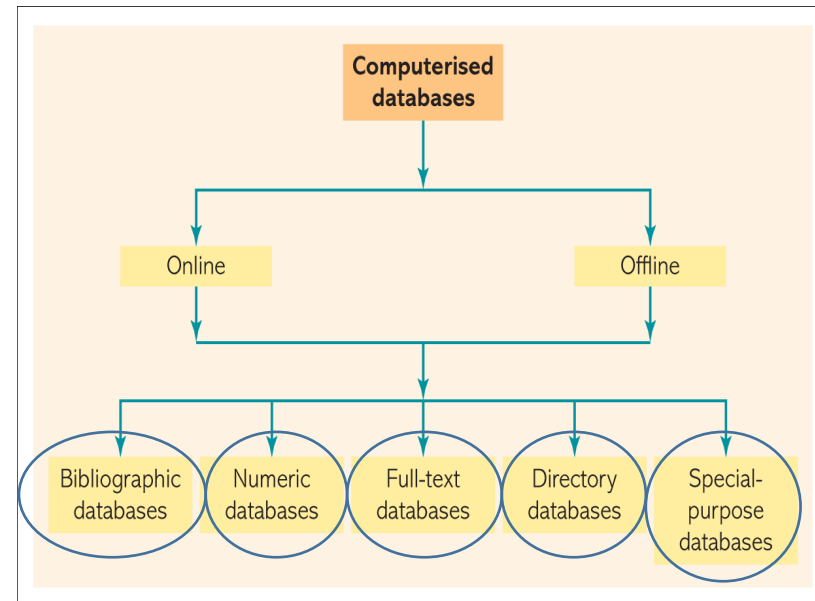 Computerised
databases
Online
Offline
Bibliographic
databases
Numeric
databases
Full-text
databases
Directory
databases
Special-
purpose
databases